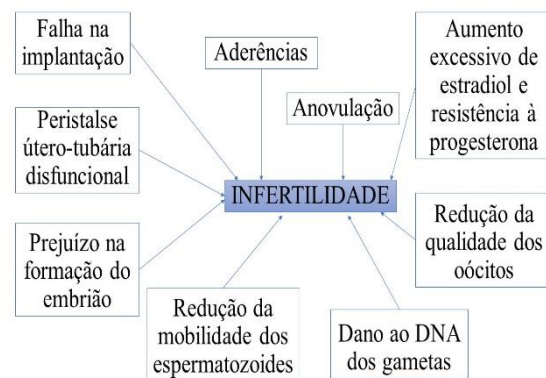 Falha na
implantação
Aderências
Aumento
excessivo de
estradiol e
resistência à
progesterona
Anovulação
Peristalse
útero-tubária
disfuncional
INFERTILIDADE
Prejuízo na
formação do
embrião
Redução da
qualidade dos
oócitos
Redução da
mobilidade dos
espermatozoides
Dano ao DNA
dos gametas